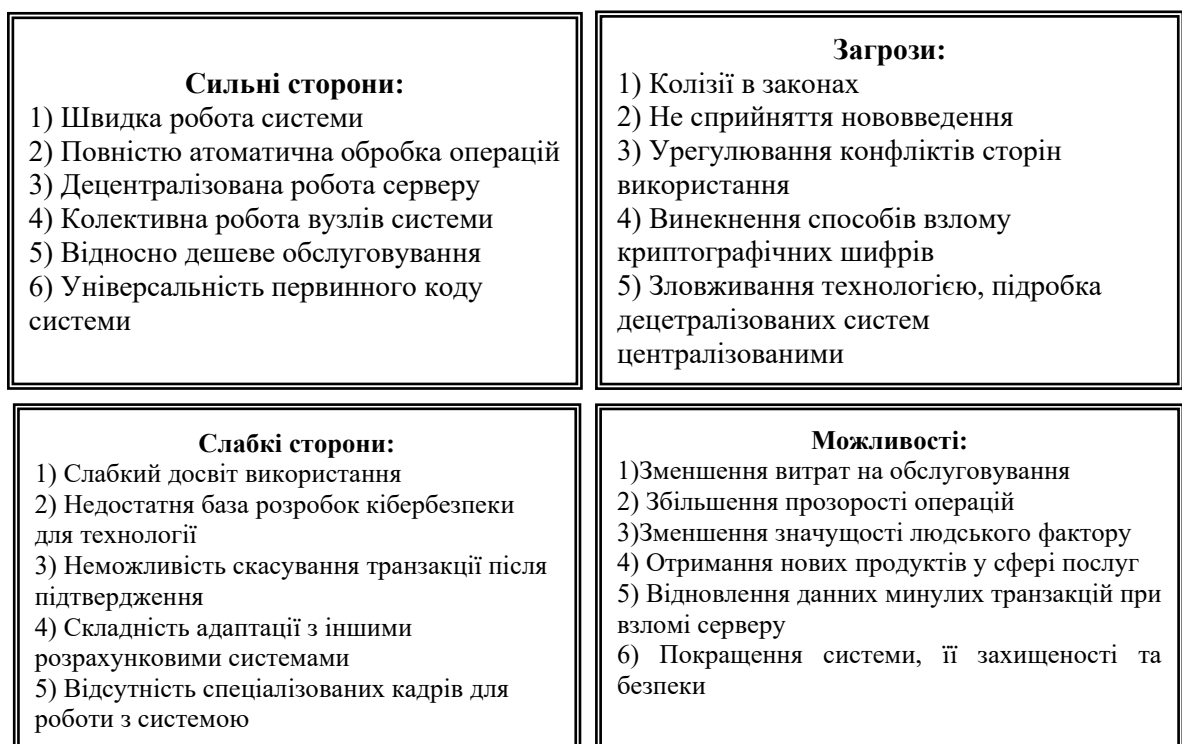 Сильні сторони:
1) Швидка робота системи
2) Повністю атоматична обробка операцій
3) Децентралізована робота серверу
4) Колективна робота вузлів системи
5) Відносно дешеве обслуговування
6) Універсальність первинного коду
системи
Загрози:
1) Колізії в законах
2) Не сприйняття нововведення
3) Урегулювання конфліктів сторін
використання
4) Винекнення способів взлому
криптографічних шифрів
5) Зловживання технологією, підробка
децетралізованих систем
централізованими
Слабкі сторони:
1) Слабкий досвіт використання
2) Недостатня база розробок кібербезпеки
для технології
3) Неможливість скасування транзакції після
підтвердження
4) Складність адаптації з іншими
розрахунковими системами
5) Відсутність спеціалізованих кадрів для
роботи з системою
Можливості:
1)Зменшення витрат на обслуговування
2) Збільшення прозорості операцій
3)Зменшення значущості людського фактору
4) Отримання нових продуктів у сфері послуг
5) Відновлення данних минулих транзакцій при
взломі серверу
6) Покращення системи, її захищеності та
безпеки